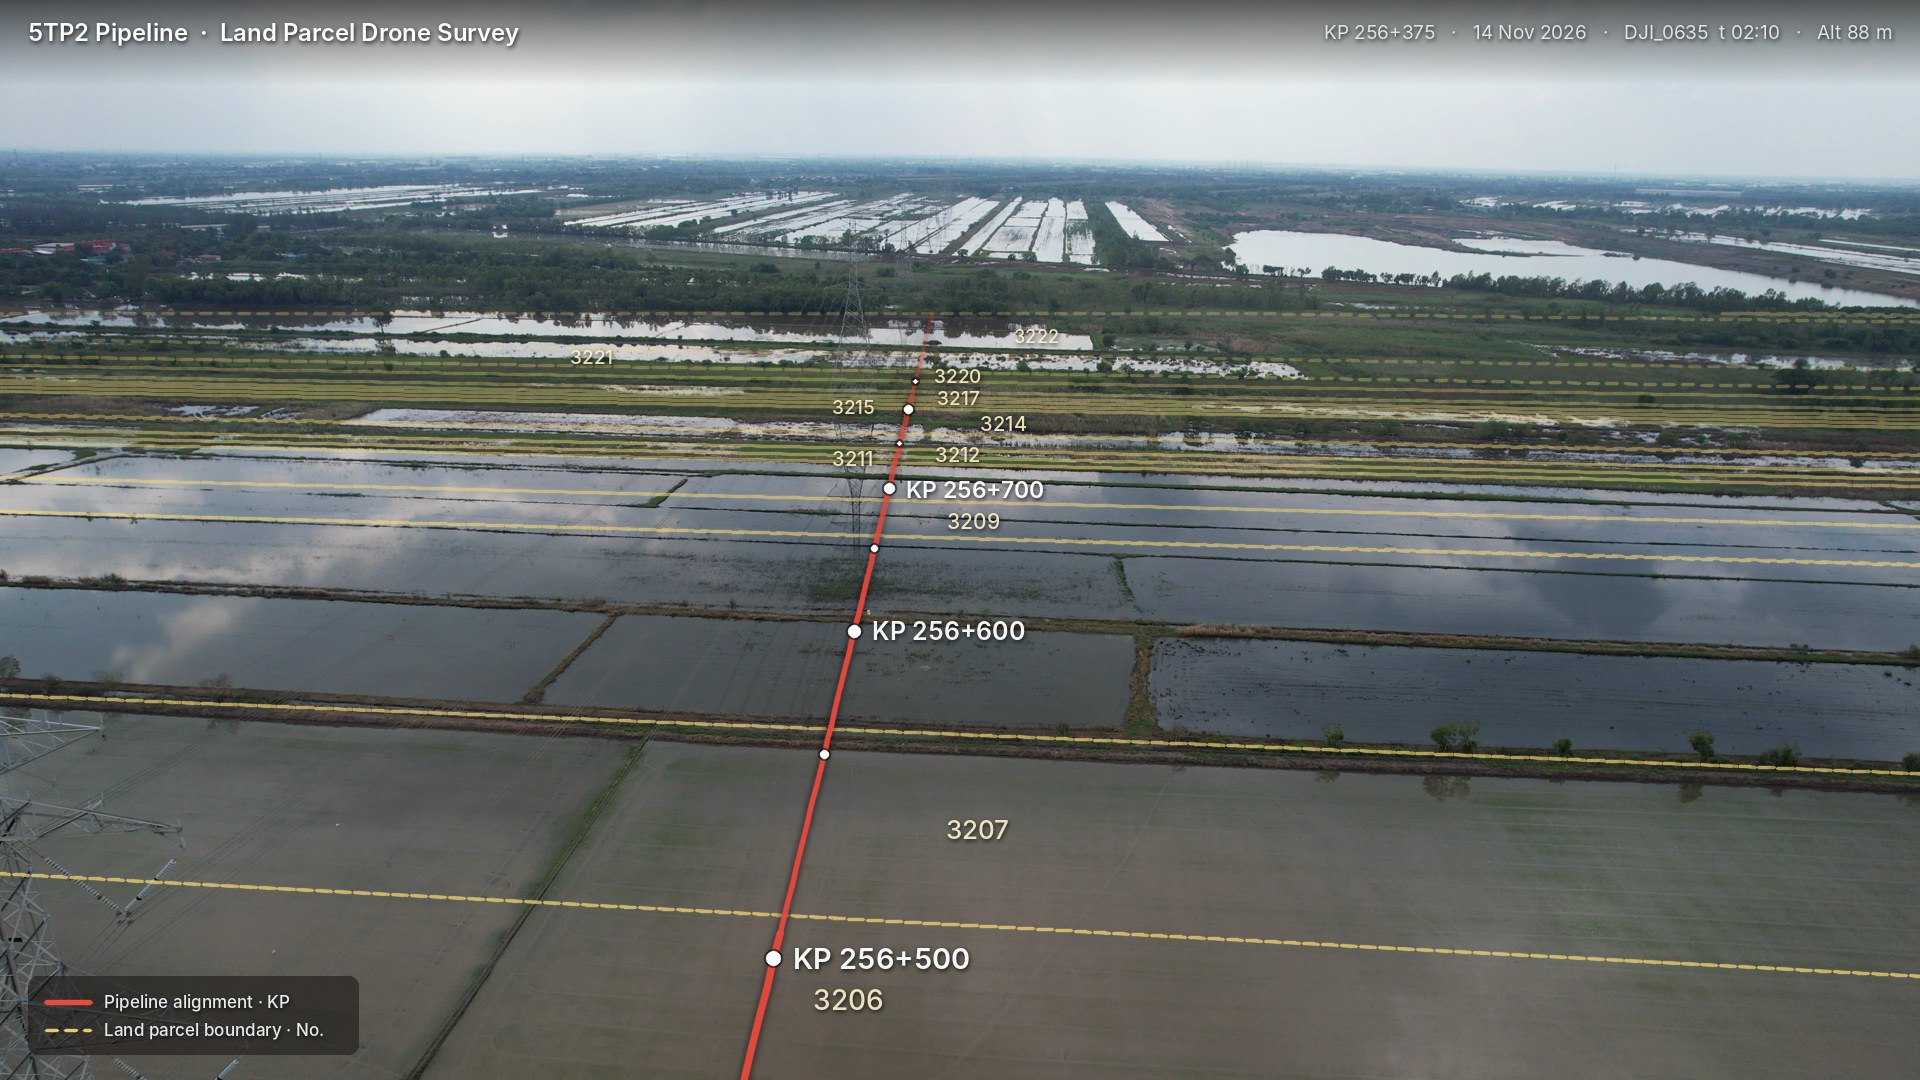 5TP2 Pipeline · Land Parcel Drone Survey
KP 256+375 · 14 Nov 2026 · DJI_0635 t 02:10 · Alt 88 m
3222
3221
3220
3217
3215
3214
3212
3211
KP 256+700
3209
KP 256+600
3207
KP 256+500
3206
Pipeline alignment · KP
Land parcel boundary · No.